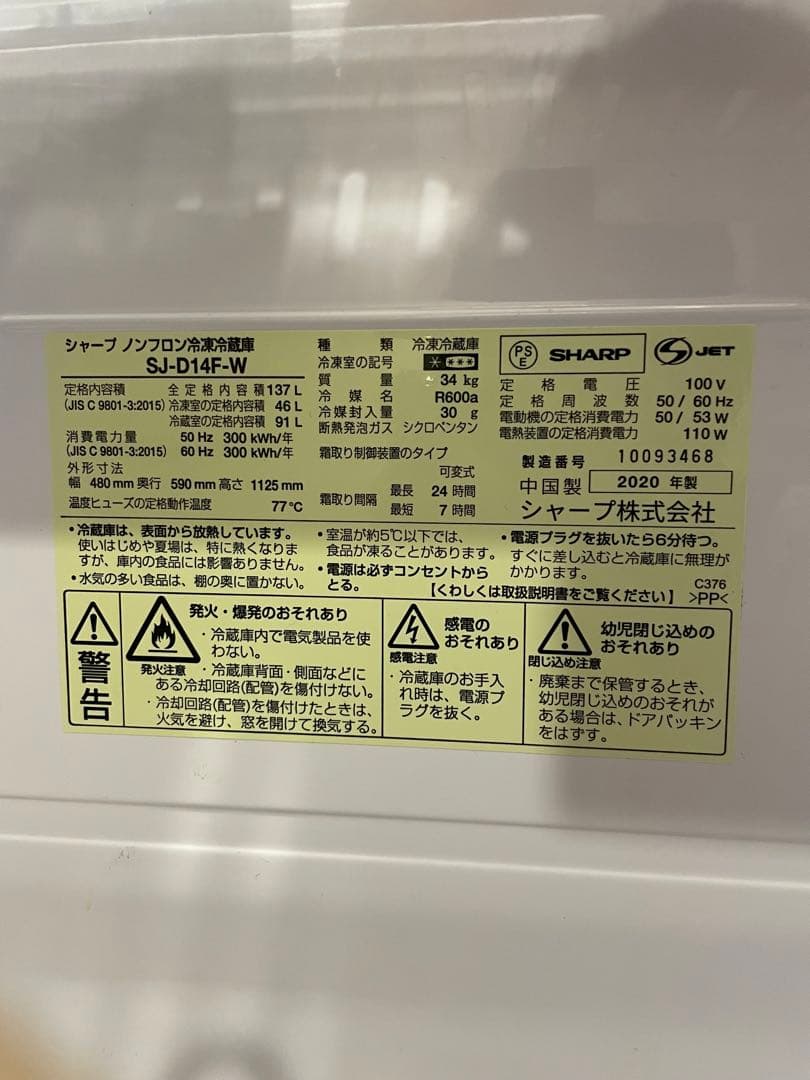 シャープ ノンフロン冷凍冷蔵庫
SJ-D14F-W
定格内容積 全定格内容積 137 L
(JIS C 9801-3:2015) 冷凍室の定格内容積 46 L
冷蔵室の定格内容積 91 L
消費電力量 50 Hz 300 kWh/年
(JIS C 9801-3:2015) 60 Hz 300 kWh/年
外形寸法
幅 480 mm 奥行 590 mm 高さ 1125 mm
温度ヒューズの定格動作温度 77℃
種類 冷凍冷蔵庫
冷凍室の記号 * ***
質量 34 kg
冷媒名 R600a
冷媒封入量 30 g
断熱発泡ガス シクロペンタン
霜取り制御装置のタイプ
可変式
霜取り間隔 最長 24 時間
最短 7 時間
PSE SHARP JET
定格電圧 100 V
定格周波数 50 / 60 Hz
電動機の定格消費電力 50 / 53 W
電熱装置の定格消費電力 110 W
製造番号 10093468
中国製 2020 年製
シャープ株式会社
・冷蔵庫は、表面から放熱しています。
使いはじめや夏場は、特に熱くなりま
すが、庫内の食品には影響ありません。
・水気の多い食品は、棚の奥に置かない。
・室温が約5℃以下では、
食品が凍ることがあります。
・電源は必ずコンセントから
とる。
・電源プラグを抜いたら6分待つ。
すぐに差し込むと冷蔵庫に無理が
かかります。
【くわしくは取扱説明書をご覧ください】
C376
>PP<
警告
発火注意
発火・爆発のおそれあり
・冷蔵庫内で電気製品を使
わない。
・冷蔵庫背面・側面などに
ある冷却回路(配管)を傷付けない。
・冷却回路(配管)を傷付けたときは、
火気を避け、窓を開けて換気する。
感電注意
感電の
おそれあり
・冷蔵庫のお手入
れ時は、電源プ
ラグを抜く。
閉じ込め注意
幼児閉じ込めの
おそれあり
・廃棄まで保管するとき、
幼児閉じ込めのおそれが
ある場合は、ドアパッキン
をはずす。